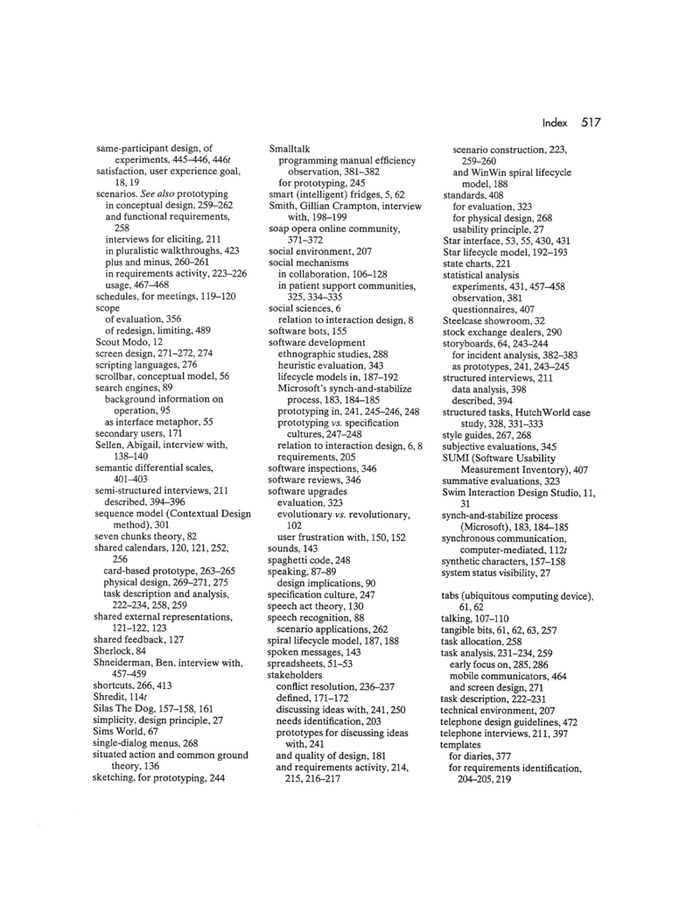 Index 517
same-participant design, of
experiments, 445–446, 446t
satisfaction, user experience goal,
18, 19
scenarios. See also prototyping
in conceptual design, 259–262
and functional requirements,
258
interviews for eliciting, 211
in pluralistic walkthroughs, 423
plus and minus, 260–261
in requirements activity, 223–226
usage, 467–468
schedules, for meetings, 119–120
scope
of evaluation, 356
of redesign, limiting, 489
Scout Modo, 12
screen design, 271–272, 274
scripting languages, 276
scrollbar, conceptual model, 56
search engines, 89
background information on
operation, 95
as interface metaphor, 55
secondary users, 171
Sellen, Abigail, interview with,
138–140
semantic differential scales,
401–403
semi-structured interviews, 211
described, 394–396
sequence model (Contextual Design
method), 301
seven chunks theory, 82
shared calendars, 120, 121, 252,
256
card-based prototype, 263–265
physical design, 269–271, 275
task description and analysis,
222–234, 258, 259
shared external representations,
121–122, 123
shared feedback, 127
Sherlock, 84
Shneiderman, Ben, interview with,
457–459
shortcuts, 266, 413
Shredit, 114t
Silas The Dog, 157–158, 161
simplicity, design principle, 27
Sims World, 67
single-dialog menus, 268
situated action and common ground
theory, 136
sketching, for prototyping, 244
Smalltalk
programming manual efficiency
observation, 381–382
for prototyping, 245
smart (intelligent) fridges, 5, 62
Smith, Gillian Crampton, interview
with, 198–199
soap opera online community,
371–372
social environment, 207
social mechanisms
in collaboration, 106–128
in patient support communities,
325, 334–335
social sciences, 6
relation to interaction design, 8
software bots, 155
software development
ethnographic studies, 288
heuristic evaluation, 343
lifecycle models in, 187–192
Microsoft's synch-and-stabilize
process, 183, 184–185
prototyping in, 241, 245–246, 248
prototyping vs. specification
cultures, 247–248
relation to interaction design, 6, 8
requirements, 205
software inspections, 346
software reviews, 346
software upgrades
evaluation, 323
evolutionary vs. revolutionary,
102
user frustration with, 150, 152
sounds, 143
spaghetti code, 248
speaking, 87–89
design implications, 90
specification culture, 247
speech act theory, 130
speech recognition, 88
scenario applications, 262
spiral lifecycle model, 187, 188
spoken messages, 143
spreadsheets, 51–53
stakeholders
conflict resolution, 236–237
defined, 171–172
discussing ideas with, 241, 250
needs identification, 203
prototypes for discussing ideas
with, 241
and quality of design, 181
and requirements activity, 214,
215, 216–217
scenario construction, 223,
259–260
and WinWin spiral lifecycle
model, 188
standards, 408
for evaluation, 323
for physical design, 268
usability principle, 27
Star interface, 53, 55, 430, 431
Star lifecycle model, 192–193
state charts, 221
statistical analysis
experiments, 431, 457–458
observation, 381
questionnaires, 407
Steelcase showroom, 32
stock exchange dealers, 290
storyboards, 64, 243–244
for incident analysis, 382–383
as prototypes, 241, 243–245
structured interviews, 211
data analysis, 398
described, 394
structured tasks, HutchWorld case
study, 328, 331–333
style guides, 267, 268
subjective evaluations, 345
SUMI (Software Usability
Measurement Inventory), 407
summative evaluations, 323
Swim Interaction Design Studio, 11,
31
synch-and-stabilize process
(Microsoft), 183, 184–185
synchronous communication,
computer-mediated, 112t
synthetic characters, 157–158
system status visibility, 27
tabs (ubiquitous computing device),
61, 62
talking, 107–110
tangible bits, 61, 62, 63, 257
task allocation, 258
task analysis, 231–234, 259
early focus on, 285, 286
mobile communicators, 464
and screen design, 271
task description, 222–231
technical environment, 207
telephone design guidelines, 472
telephone interviews, 211, 397
templates
for diaries, 377
for requirements identification,
204–205, 219